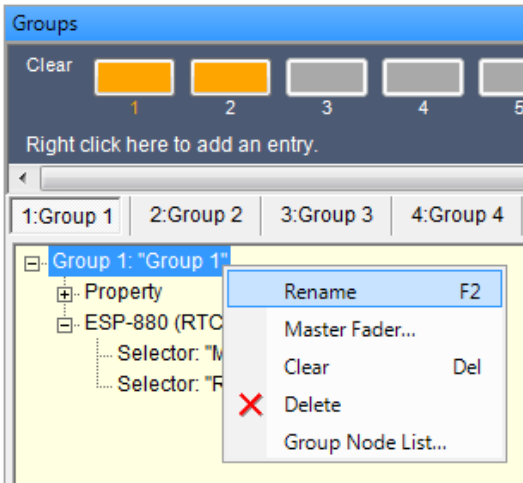 Groups
Clear
1 2 3 4 5
Right click here to add an entry.
1:Group 1 2:Group 2 3:Group 3 4:Group 4
Group 1: "Group 1"
Property
ESP-880 (RTC
Selector: "M
Selector: "R
Rename F2
Master Fader...
Clear Del
Delete
Group Node List...